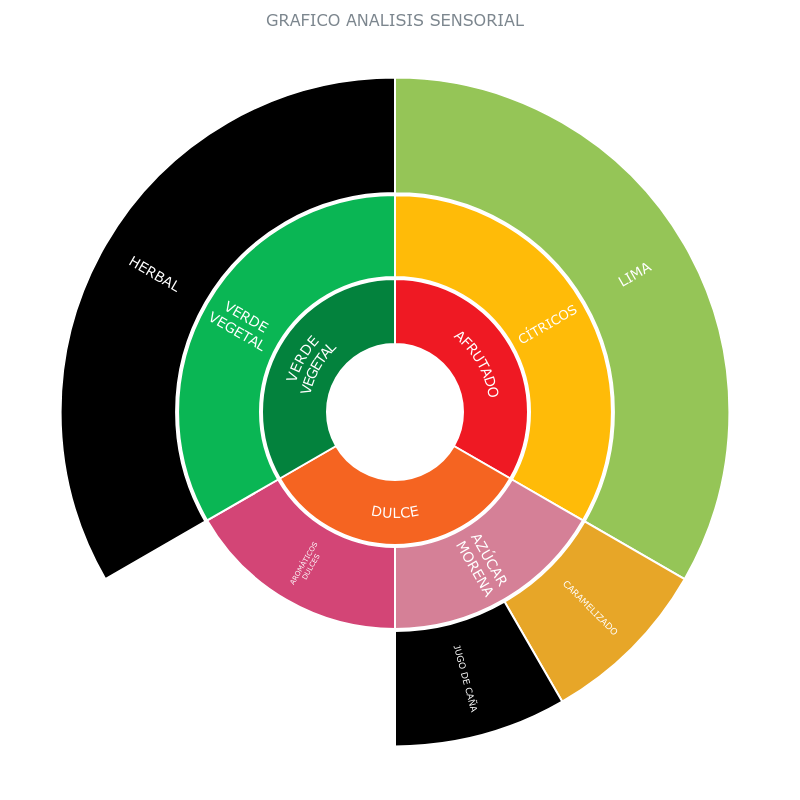 GRAFICO ANALISIS SENSORIAL
HERBAL
LIMA
VERDE
VEGETAL
CÍTRICOS
VERDE
VEGETAL
AFRUTADO
DULCE
AROMÁTICOS
DULCES
AZÚCAR
MORENA
CARAMELIZADO
JUGO DE CAÑA